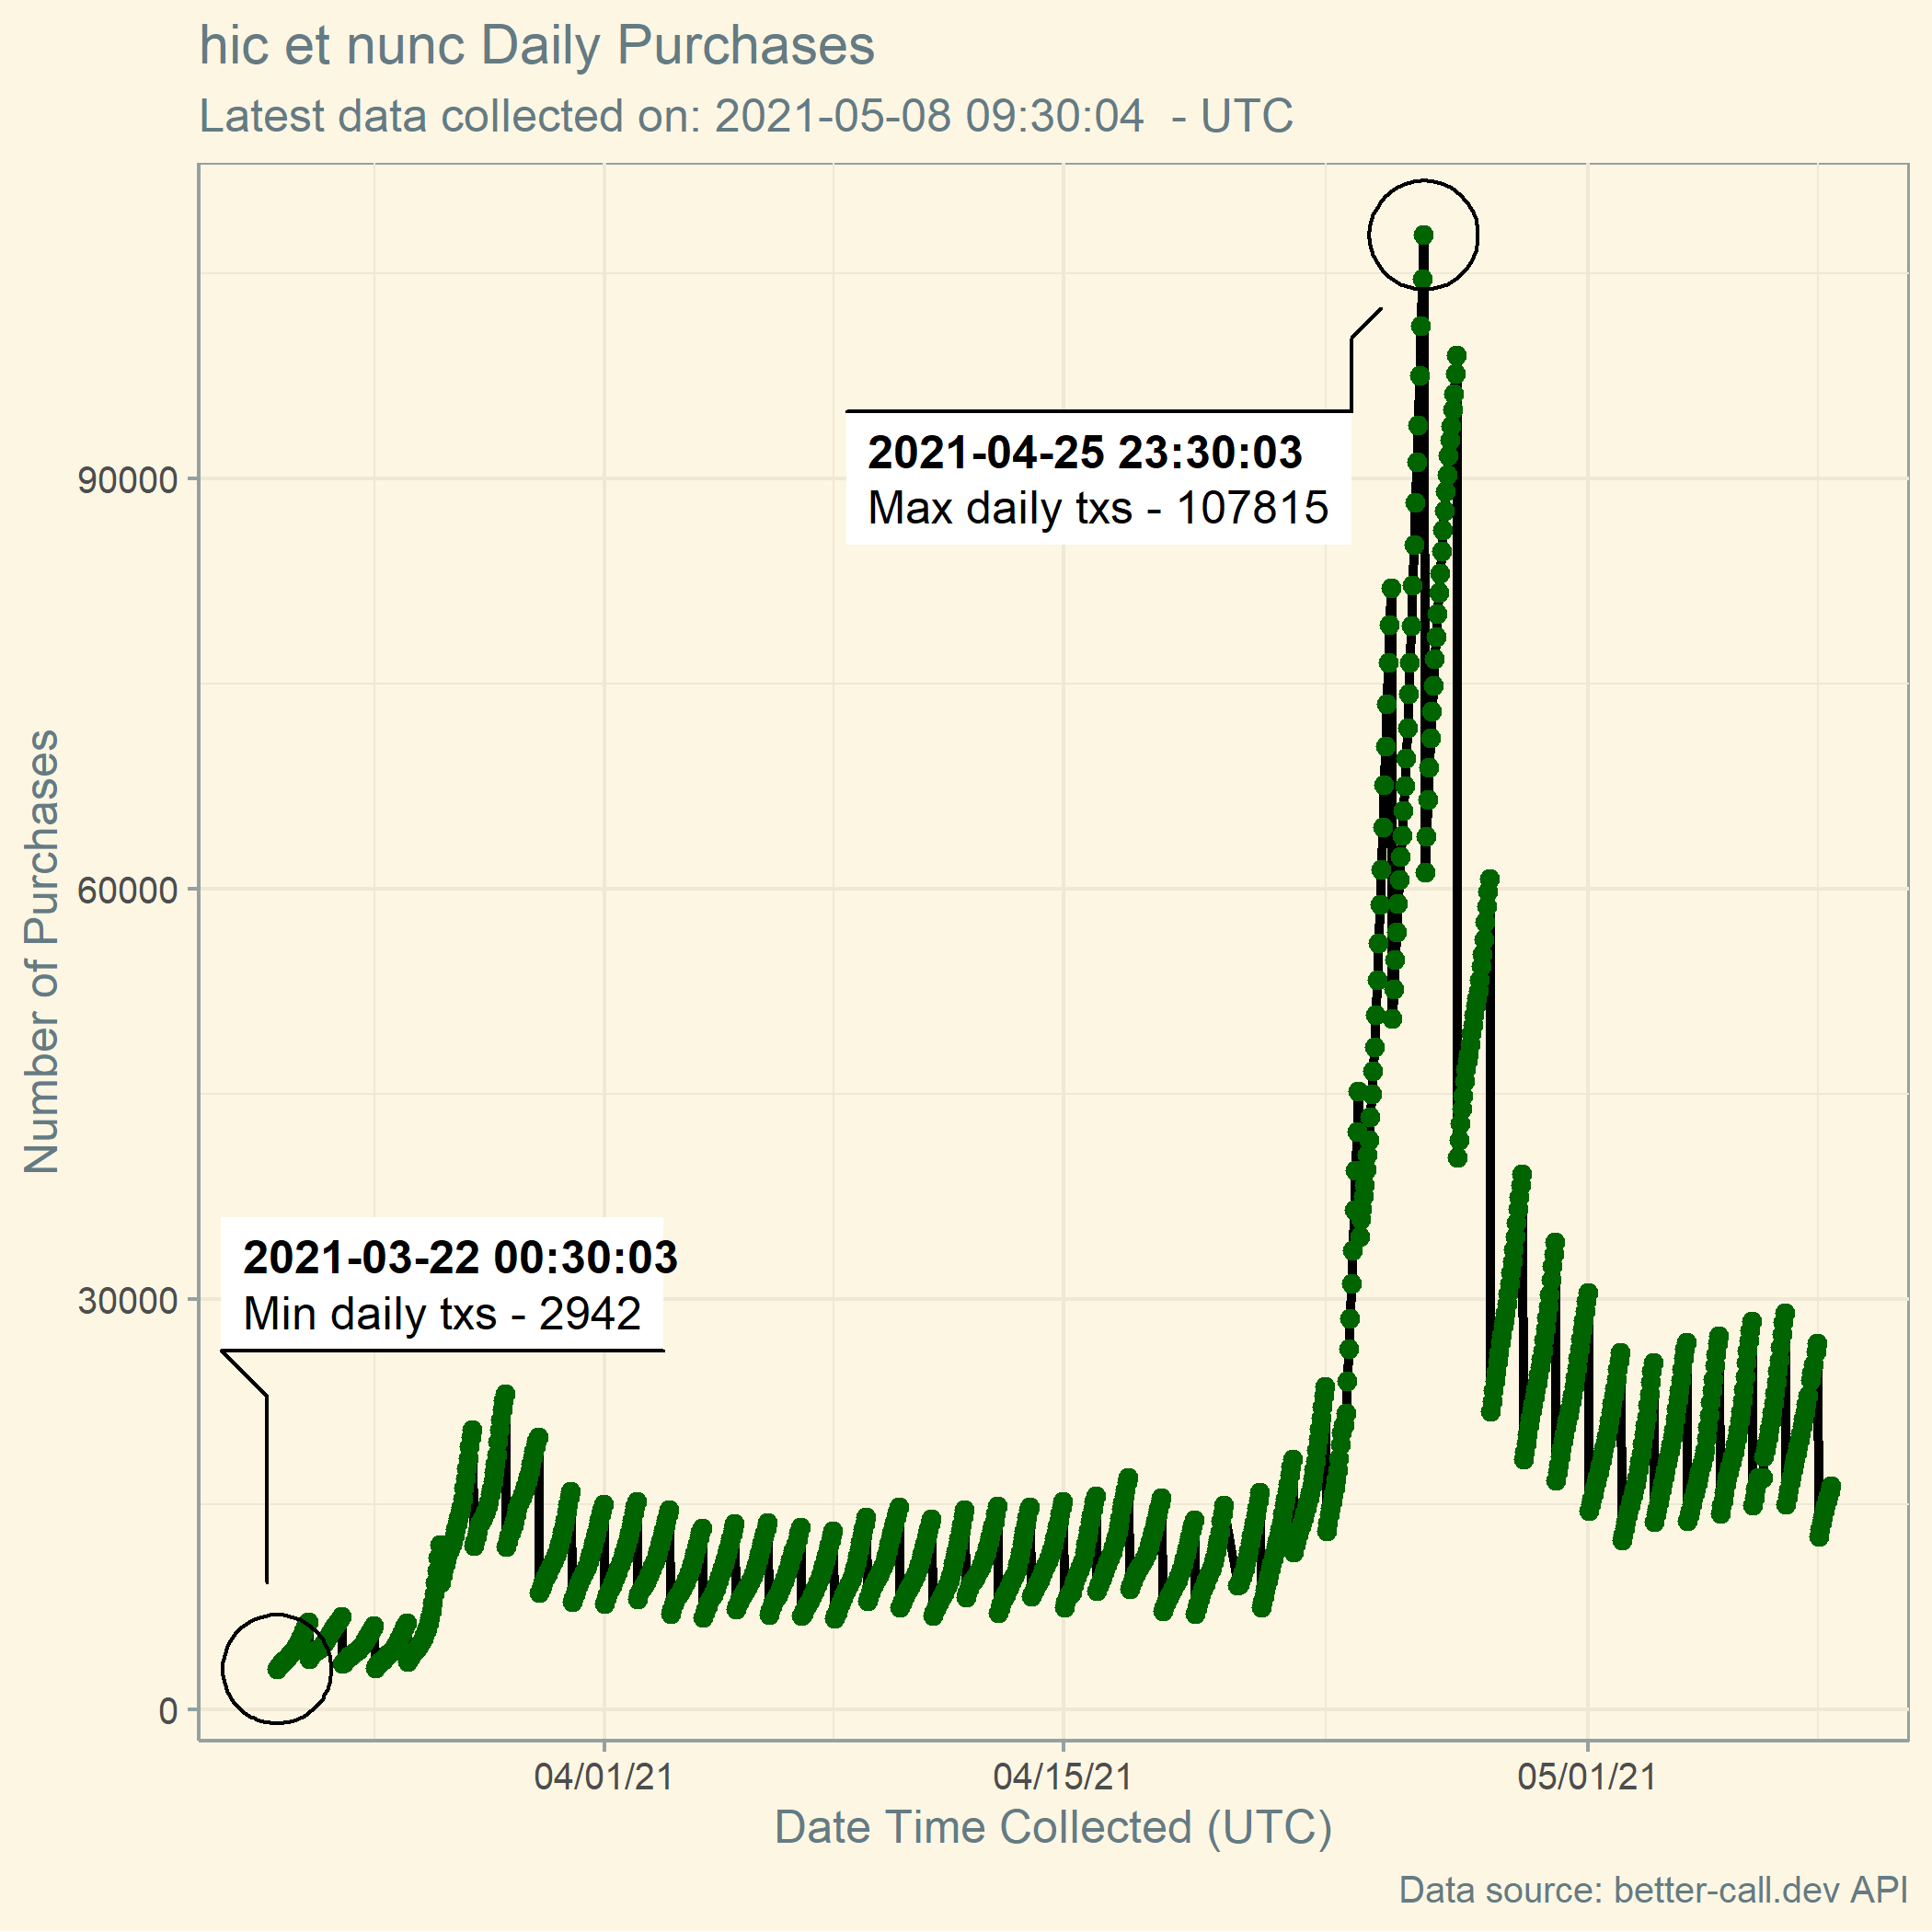 hic et nunc Daily Purchases
Latest data collected on: 2021-05-08 09:30:04  - UTC
Number of Purchases
90000
60000
30000
0
2021-04-25 23:30:03
Max daily txs - 107815
2021-03-22 00:30:03
Min daily txs - 2942
04/01/21
04/15/21
05/01/21
Date Time Collected (UTC)
Data source: better-call.dev API